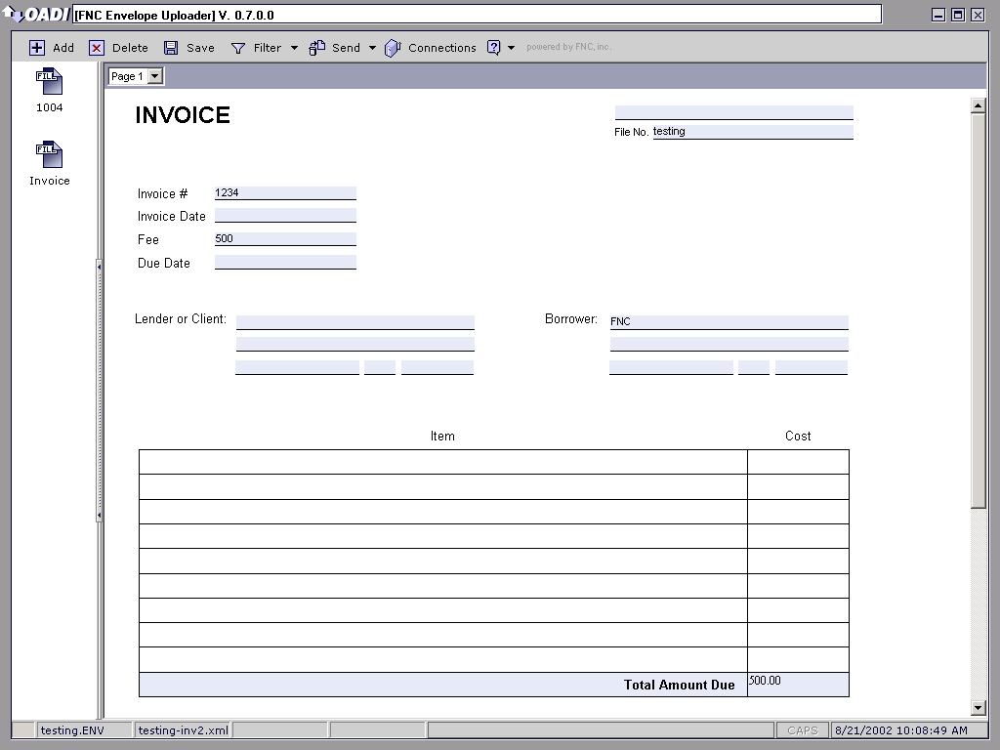 OADI [FNC Envelope Uploader] V. 0.7.0.0
Add Delete Save Filter Send Connections ? powered by FNC, inc.
Page 1
FILE
1004
FILE
Invoice
INVOICE
File No. testing
Invoice # 1234
Invoice Date
Fee 500
Due Date
Lender or Client: Borrower: FNC
Item Cost
Total Amount Due 500.00
testing.ENV testing-inv2.xml CAPS 8/21/2002 10:08:49 AM